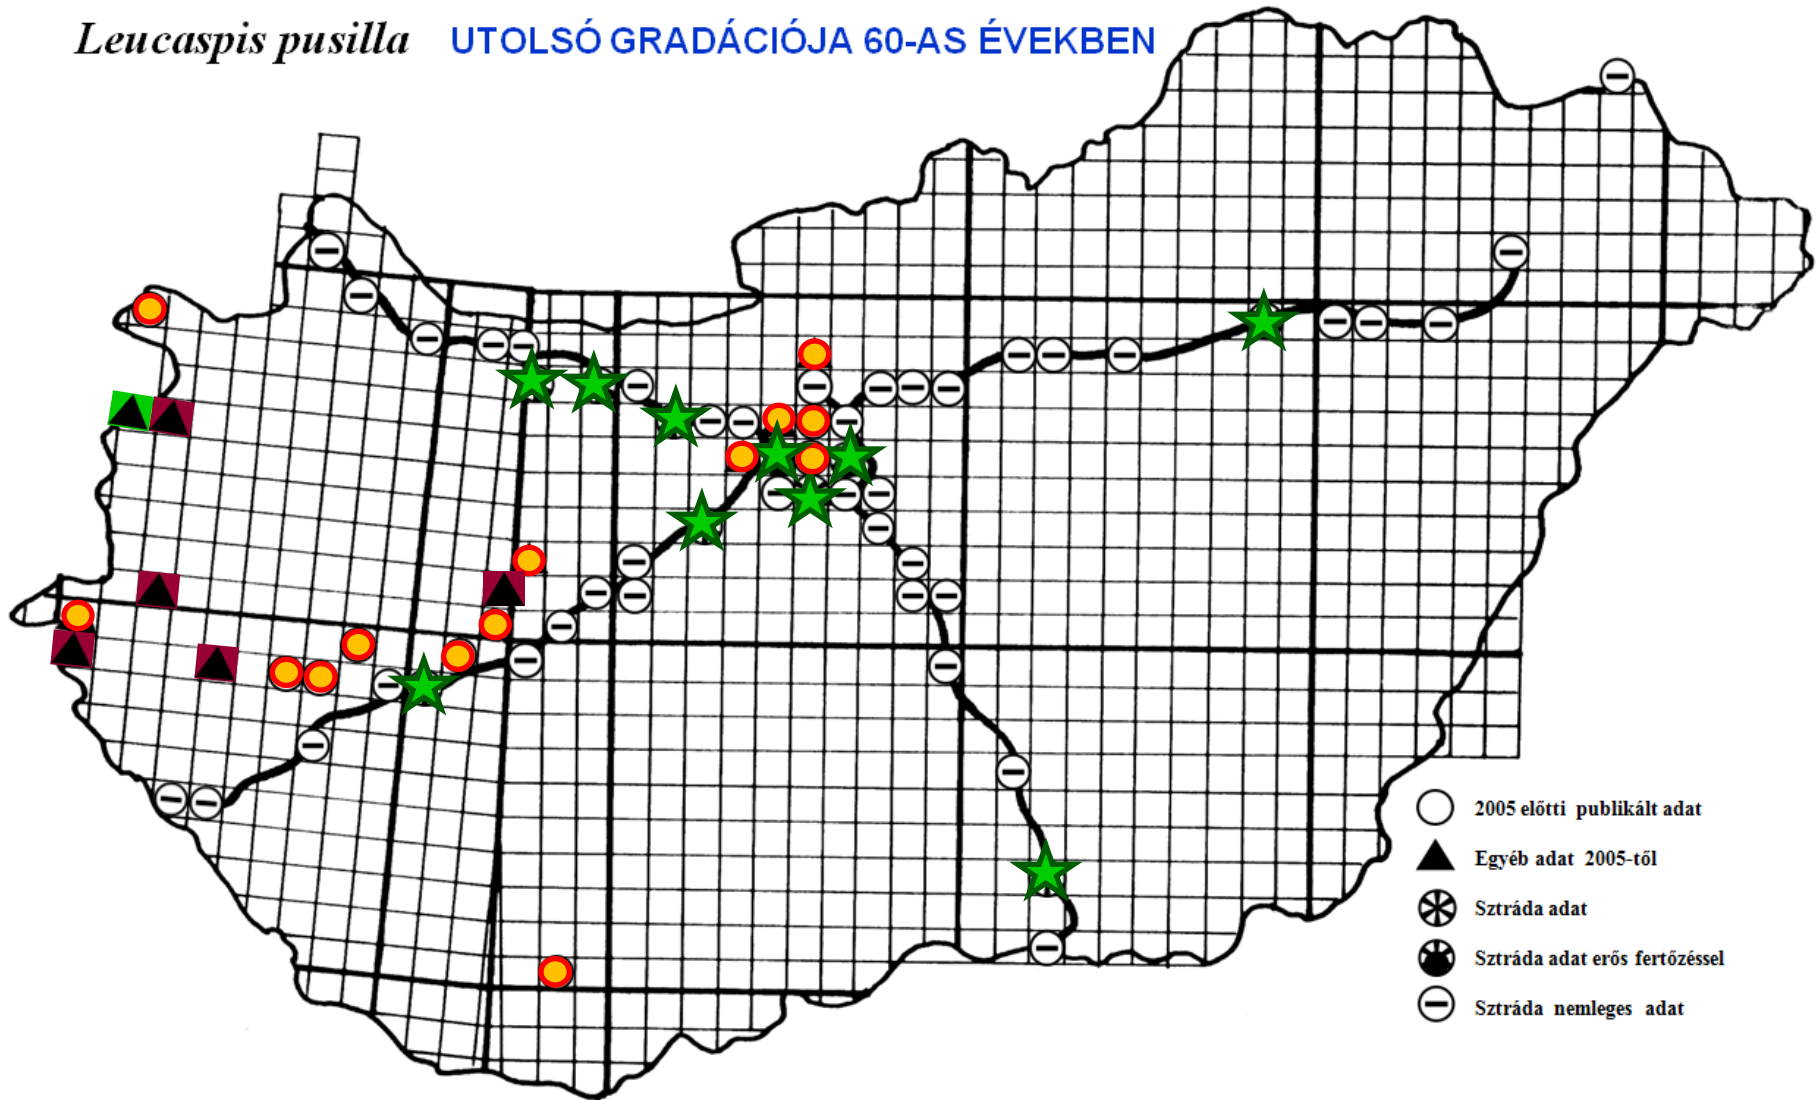 Leucaspis pusilla UTOLSÓ GRADÁCIÓJA 60-AS ÉVEKBEN
2005 előtti publikált adat
Egyéb adat 2005-től
Sztráda adat
Sztráda adat erős fertőzéssel
Sztráda nemleges adat